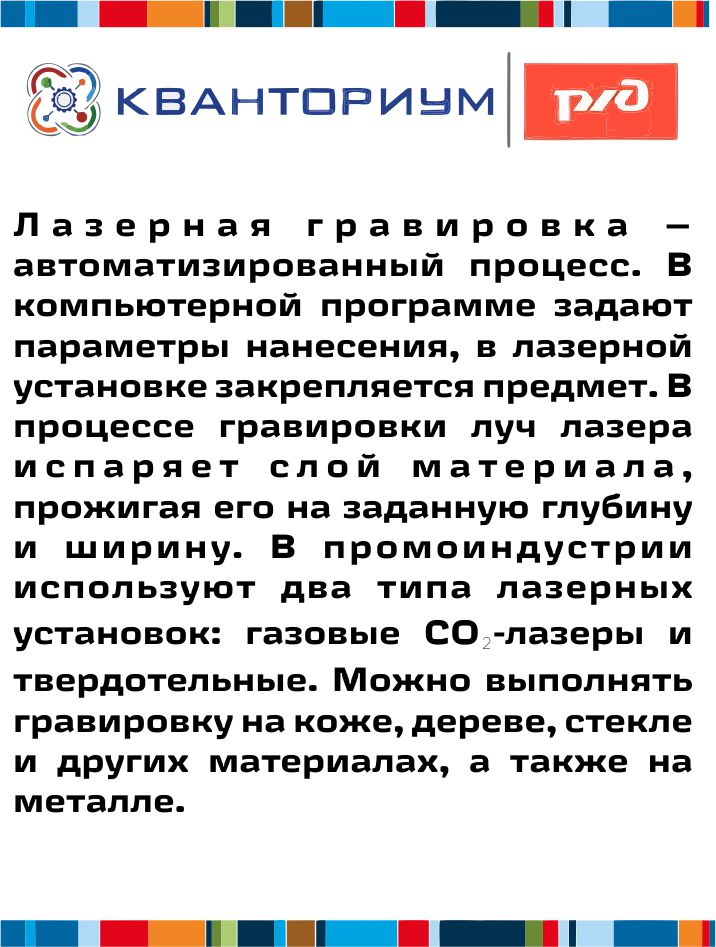 КВАНТОРИУМ
ржд
Лазерная гравировка –
автоматизированный процесс. В
компьютерной программе задают
параметры нанесения, в лазерной
установке закрепляется предмет. В
процессе гравировки луч лазера
испаряет слой материала,
прожигая его на заданную глубину
и ширину. В промоиндустрии
используют два типа лазерных
установок: газовые СО₂-лазеры и
твердотельные. Можно выполнять
гравировку на коже, дереве, стекле
и других материалах, а также на
металле.